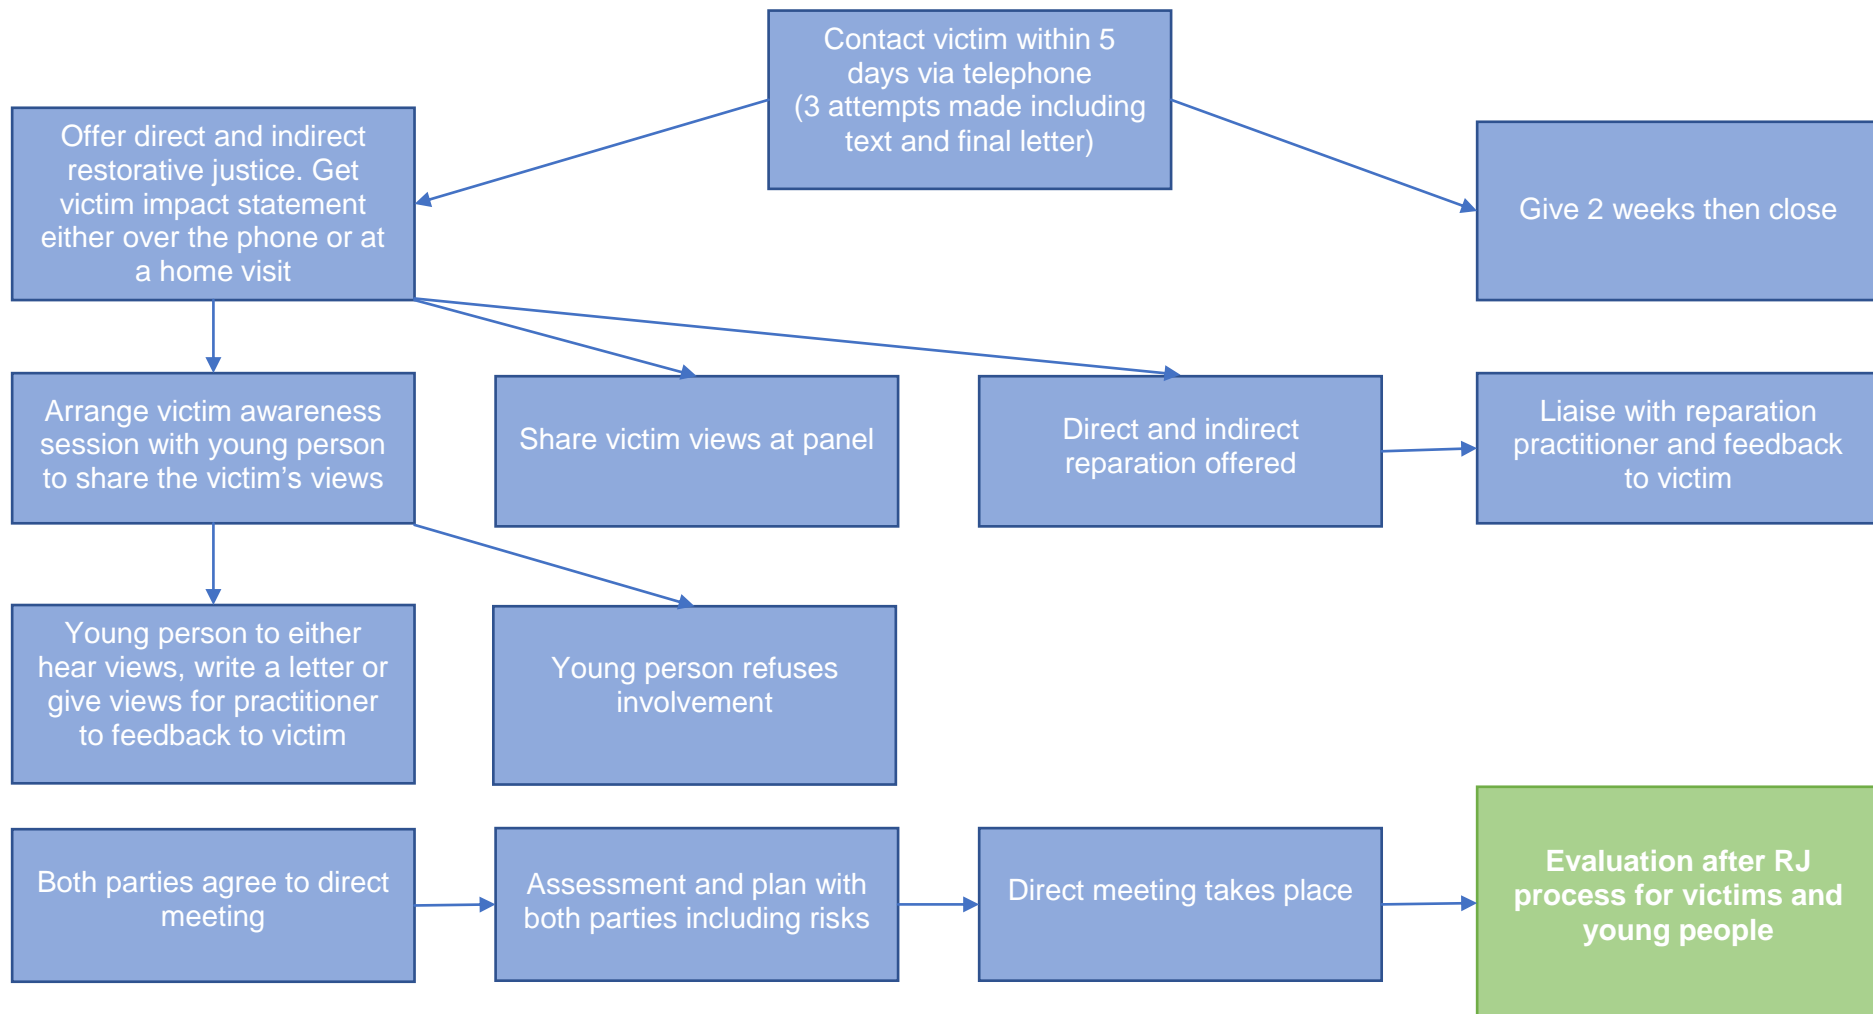 Contact victim within 5
days via telephone
(3 attempts made including
text and final letter)
Offer direct and indirect
restorative justice. Get
victim impact statement
either over the phone or at
a home visit
Give 2 weeks then close
Arrange victim awareness
session with young person
to share the victim’s views
Share victim views at panel
Direct and indirect
reparation offered
Liaise with reparation
practitioner and feedback
to victim
Young person to either
hear views, write a letter or
give views for practitioner
to feedback to victim
Young person refuses
involvement
Both parties agree to direct
meeting
Assessment and plan with
both parties including risks
Direct meeting takes place
Evaluation after RJ
process for victims and
young people